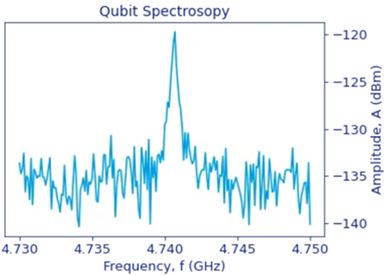 Qubit Spectrosopy
−120
−125
−130
−135
−140
Amplitude, A (dBm)
4.730 4.735 4.740 4.745 4.750
Frequency, f (GHz)